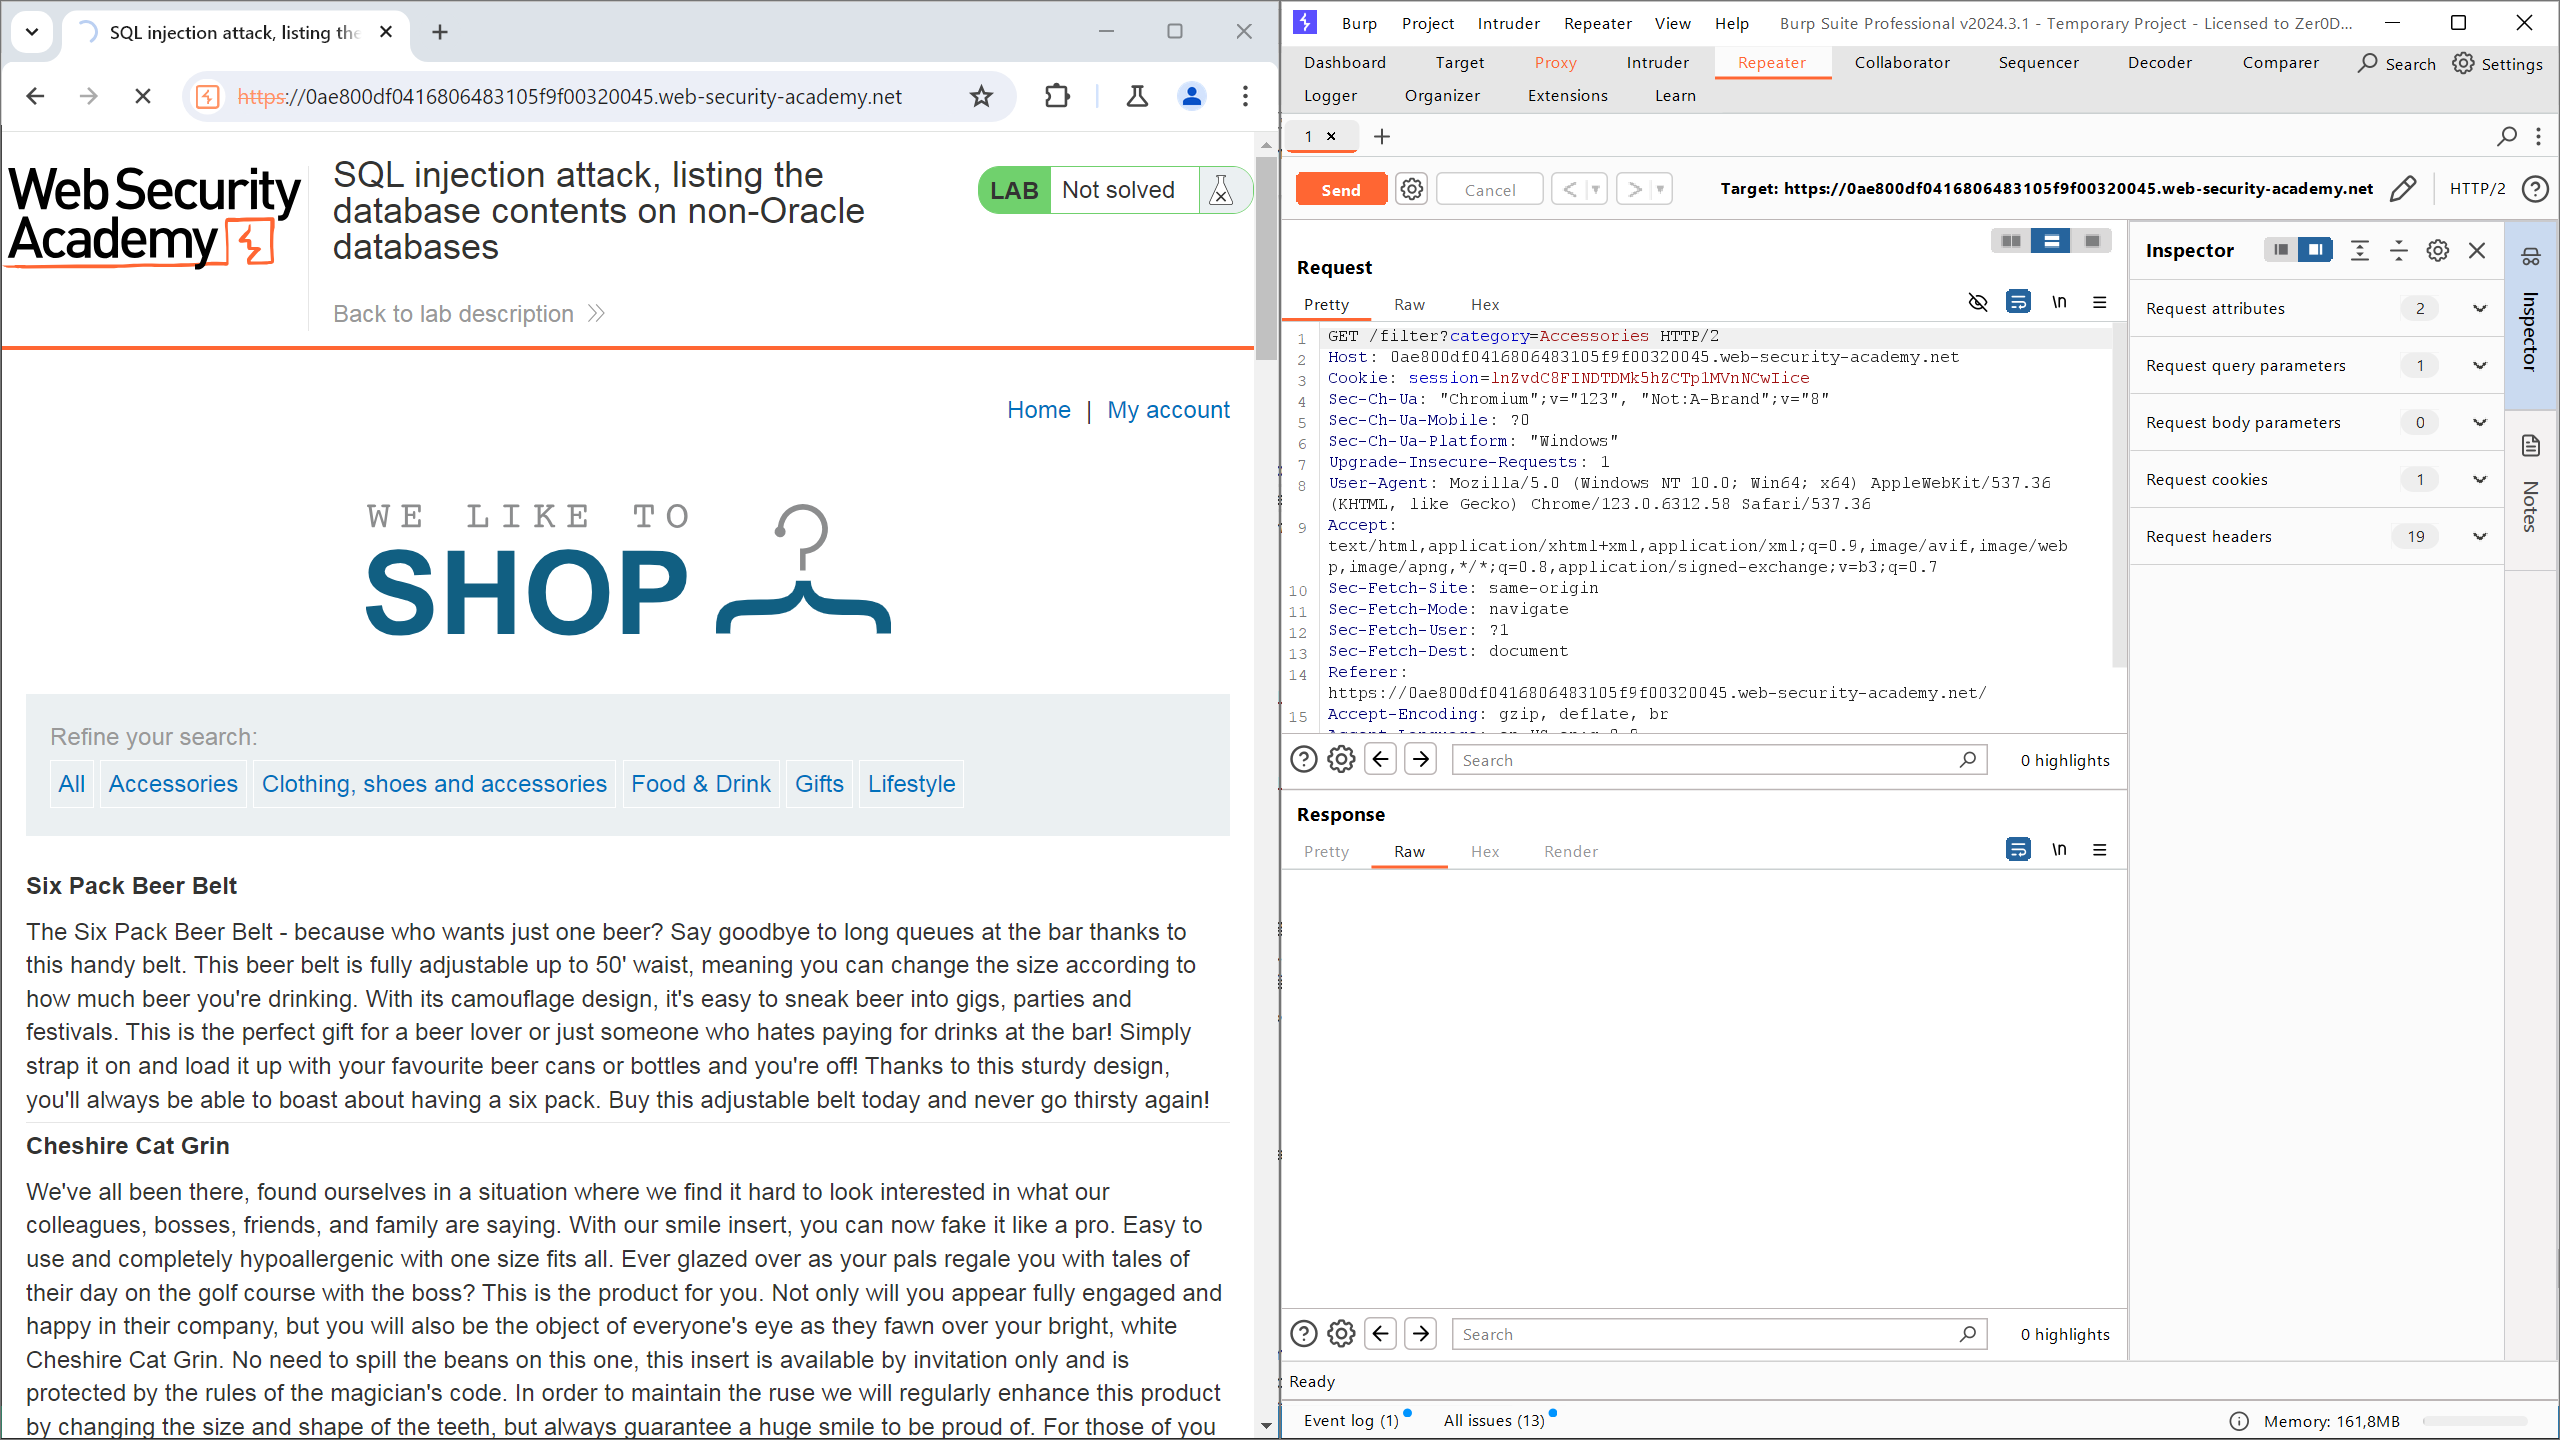 SQL injection attack, listing the
https://0ae800df0416806483105f9f00320045.web-security-academy.net
Web Security Academy
SQL injection attack, listing the database contents on non-Oracle databases
LAB Not solved
Back to lab description
Home | My account
WE LIKE TO
SHOP
Refine your search:
All Accessories Clothing, shoes and accessories Food & Drink Gifts Lifestyle
Six Pack Beer Belt
The Six Pack Beer Belt - because who wants just one beer? Say goodbye to long queues at the bar thanks to
this handy belt. This beer belt is fully adjustable up to 50' waist, meaning you can change the size according to
how much beer you're drinking. With its camouflage design, it's easy to sneak beer into gigs, parties and
festivals. This is the perfect gift for a beer lover or just someone who hates paying for drinks at the bar! Simply
strap it on and load it up with your favourite beer cans or bottles and you're off! Thanks to this sturdy design,
you'll always be able to boast about having a six pack. Buy this adjustable belt today and never go thirsty again!
Cheshire Cat Grin
We've all been there, found ourselves in a situation where we find it hard to look interested in what our
colleagues, bosses, friends, and family are saying. With our smile insert, you can now fake it like a pro. Easy to
use and completely hypoallergenic with one size fits all. Ever glazed over as your pals regale you with tales of
their day on the golf course with the boss? This is the product for you. Not only will you appear fully engaged and
happy in their company, but you will also be the object of everyone's eye as they fawn over your bright, white
Cheshire Cat Grin. No need to spill the beans on this one, this insert is available by invitation only and is
protected by the rules of the magician's code. In order to maintain the ruse we will regularly enhance this product
by changing the size and shape of the teeth, but always guarantee a huge smile to be proud of. For those of you
Burp Project Intruder Repeater View Help Burp Suite Professional v2024.3.1 - Temporary Project - Licensed to Zer0D...
Dashboard Target Proxy Intruder Repeater Collaborator Sequencer Decoder Comparer Search Settings
Logger Organizer Extensions Learn
1
Send Cancel Target: https://0ae800df0416806483105f9f00320045.web-security-academy.net HTTP/2
Request
Pretty Raw Hex \n
1 GET /filter?category=Accessories HTTP/2
2 Host: 0ae800df0416806483105f9f00320045.web-security-academy.net
3 Cookie: session=lnZvdC8FINDTDMk5hZCTp1MVnNCwIice
4 Sec-Ch-Ua: "Chromium";v="123", "Not:A-Brand";v="8"
5 Sec-Ch-Ua-Mobile: ?0
6 Sec-Ch-Ua-Platform: "Windows"
7 Upgrade-Insecure-Requests: 1
8 User-Agent: Mozilla/5.0 (Windows NT 10.0; Win64; x64) AppleWebKit/537.36
(KHTML, like Gecko) Chrome/123.0.6312.58 Safari/537.36
9 Accept:
text/html,application/xhtml+xml,application/xml;q=0.9,image/avif,image/web
p,image/apng,*/*;q=0.8,application/signed-exchange;v=b3;q=0.7
10 Sec-Fetch-Site: same-origin
11 Sec-Fetch-Mode: navigate
12 Sec-Fetch-User: ?1
13 Sec-Fetch-Dest: document
14 Referer:
https://0ae800df0416806483105f9f00320045.web-security-academy.net/
15 Accept-Encoding: gzip, deflate, br
Search 0 highlights
Response
Pretty Raw Hex Render \n
Search 0 highlights
Inspector
Request attributes 2
Request query parameters 1
Request body parameters 0
Request cookies 1
Request headers 19
Inspector
Notes
Ready
Event log (1) All issues (13) Memory: 161,8MB